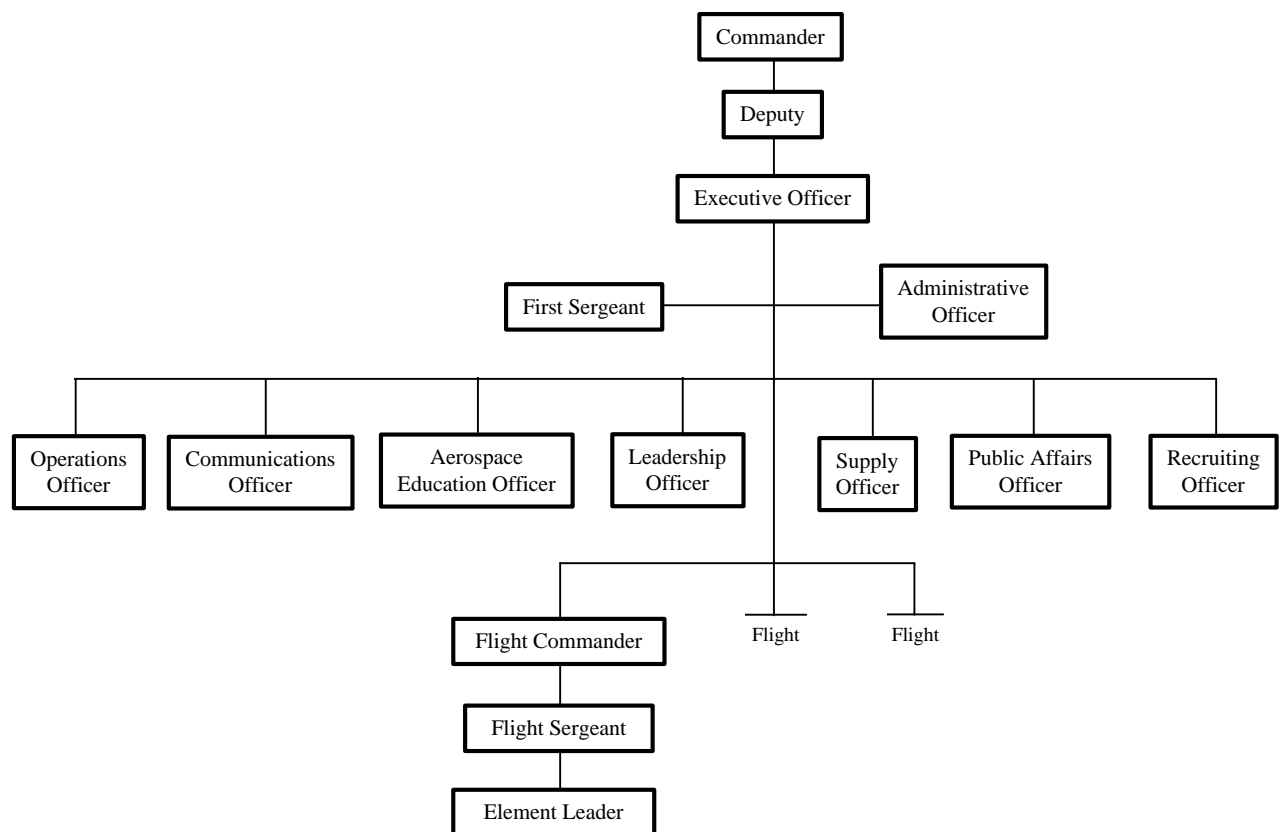 Commander
Deputy
Executive Officer
First Sergeant
Administrative
Officer
Operations
Officer
Communications
Officer
Aerospace
Education Officer
Leadership
Officer
Supply
Officer
Public Affairs
Officer
Recruiting
Officer
Flight Commander
Flight
Flight
Flight Sergeant
Element Leader